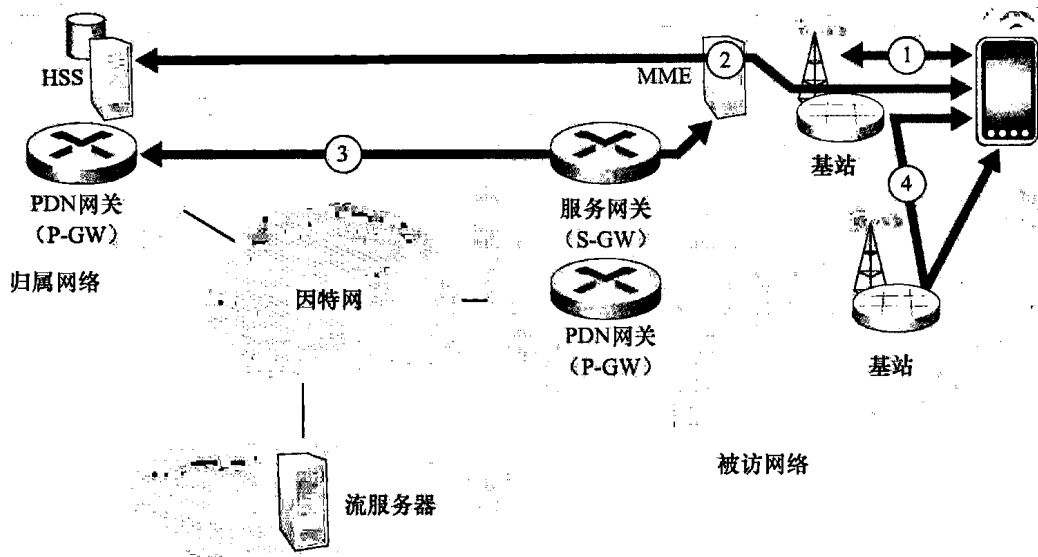 HSS
MME
2
1
3
4
基站
PDN网关
（P-GW）
服务网关
（S-GW）
归属网络
因特网
PDN网关
（P-GW）
基站
被访网络
流服务器